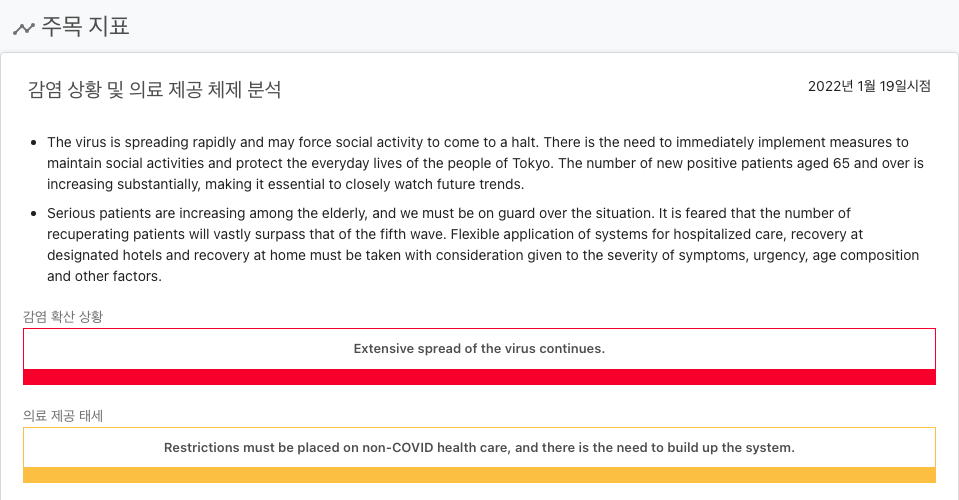 주목 지표
감염 상황 및 의료 제공 체제 분석
2022년 1월 19일시점
The virus is spreading rapidly and may force social activity to come to a halt. There is the need to immediately implement measures to
maintain social activities and protect the everyday lives of the people of Tokyo. The number of new positive patients aged 65 and over is
increasing substantially, making it essential to closely watch future trends.
Serious patients are increasing among the elderly, and we must be on guard over the situation. It is feared that the number of
recuperating patients will vastly surpass that of the fifth wave. Flexible application of systems for hospitalized care, recovery at
designated hotels and recovery at home must be taken with consideration given to the severity of symptoms, urgency, age composition
and other factors.
감염 확산 상황
Extensive spread of the virus continues.
의료 제공 태세
Restrictions must be placed on non-COVID health care, and there is the need to build up the system.